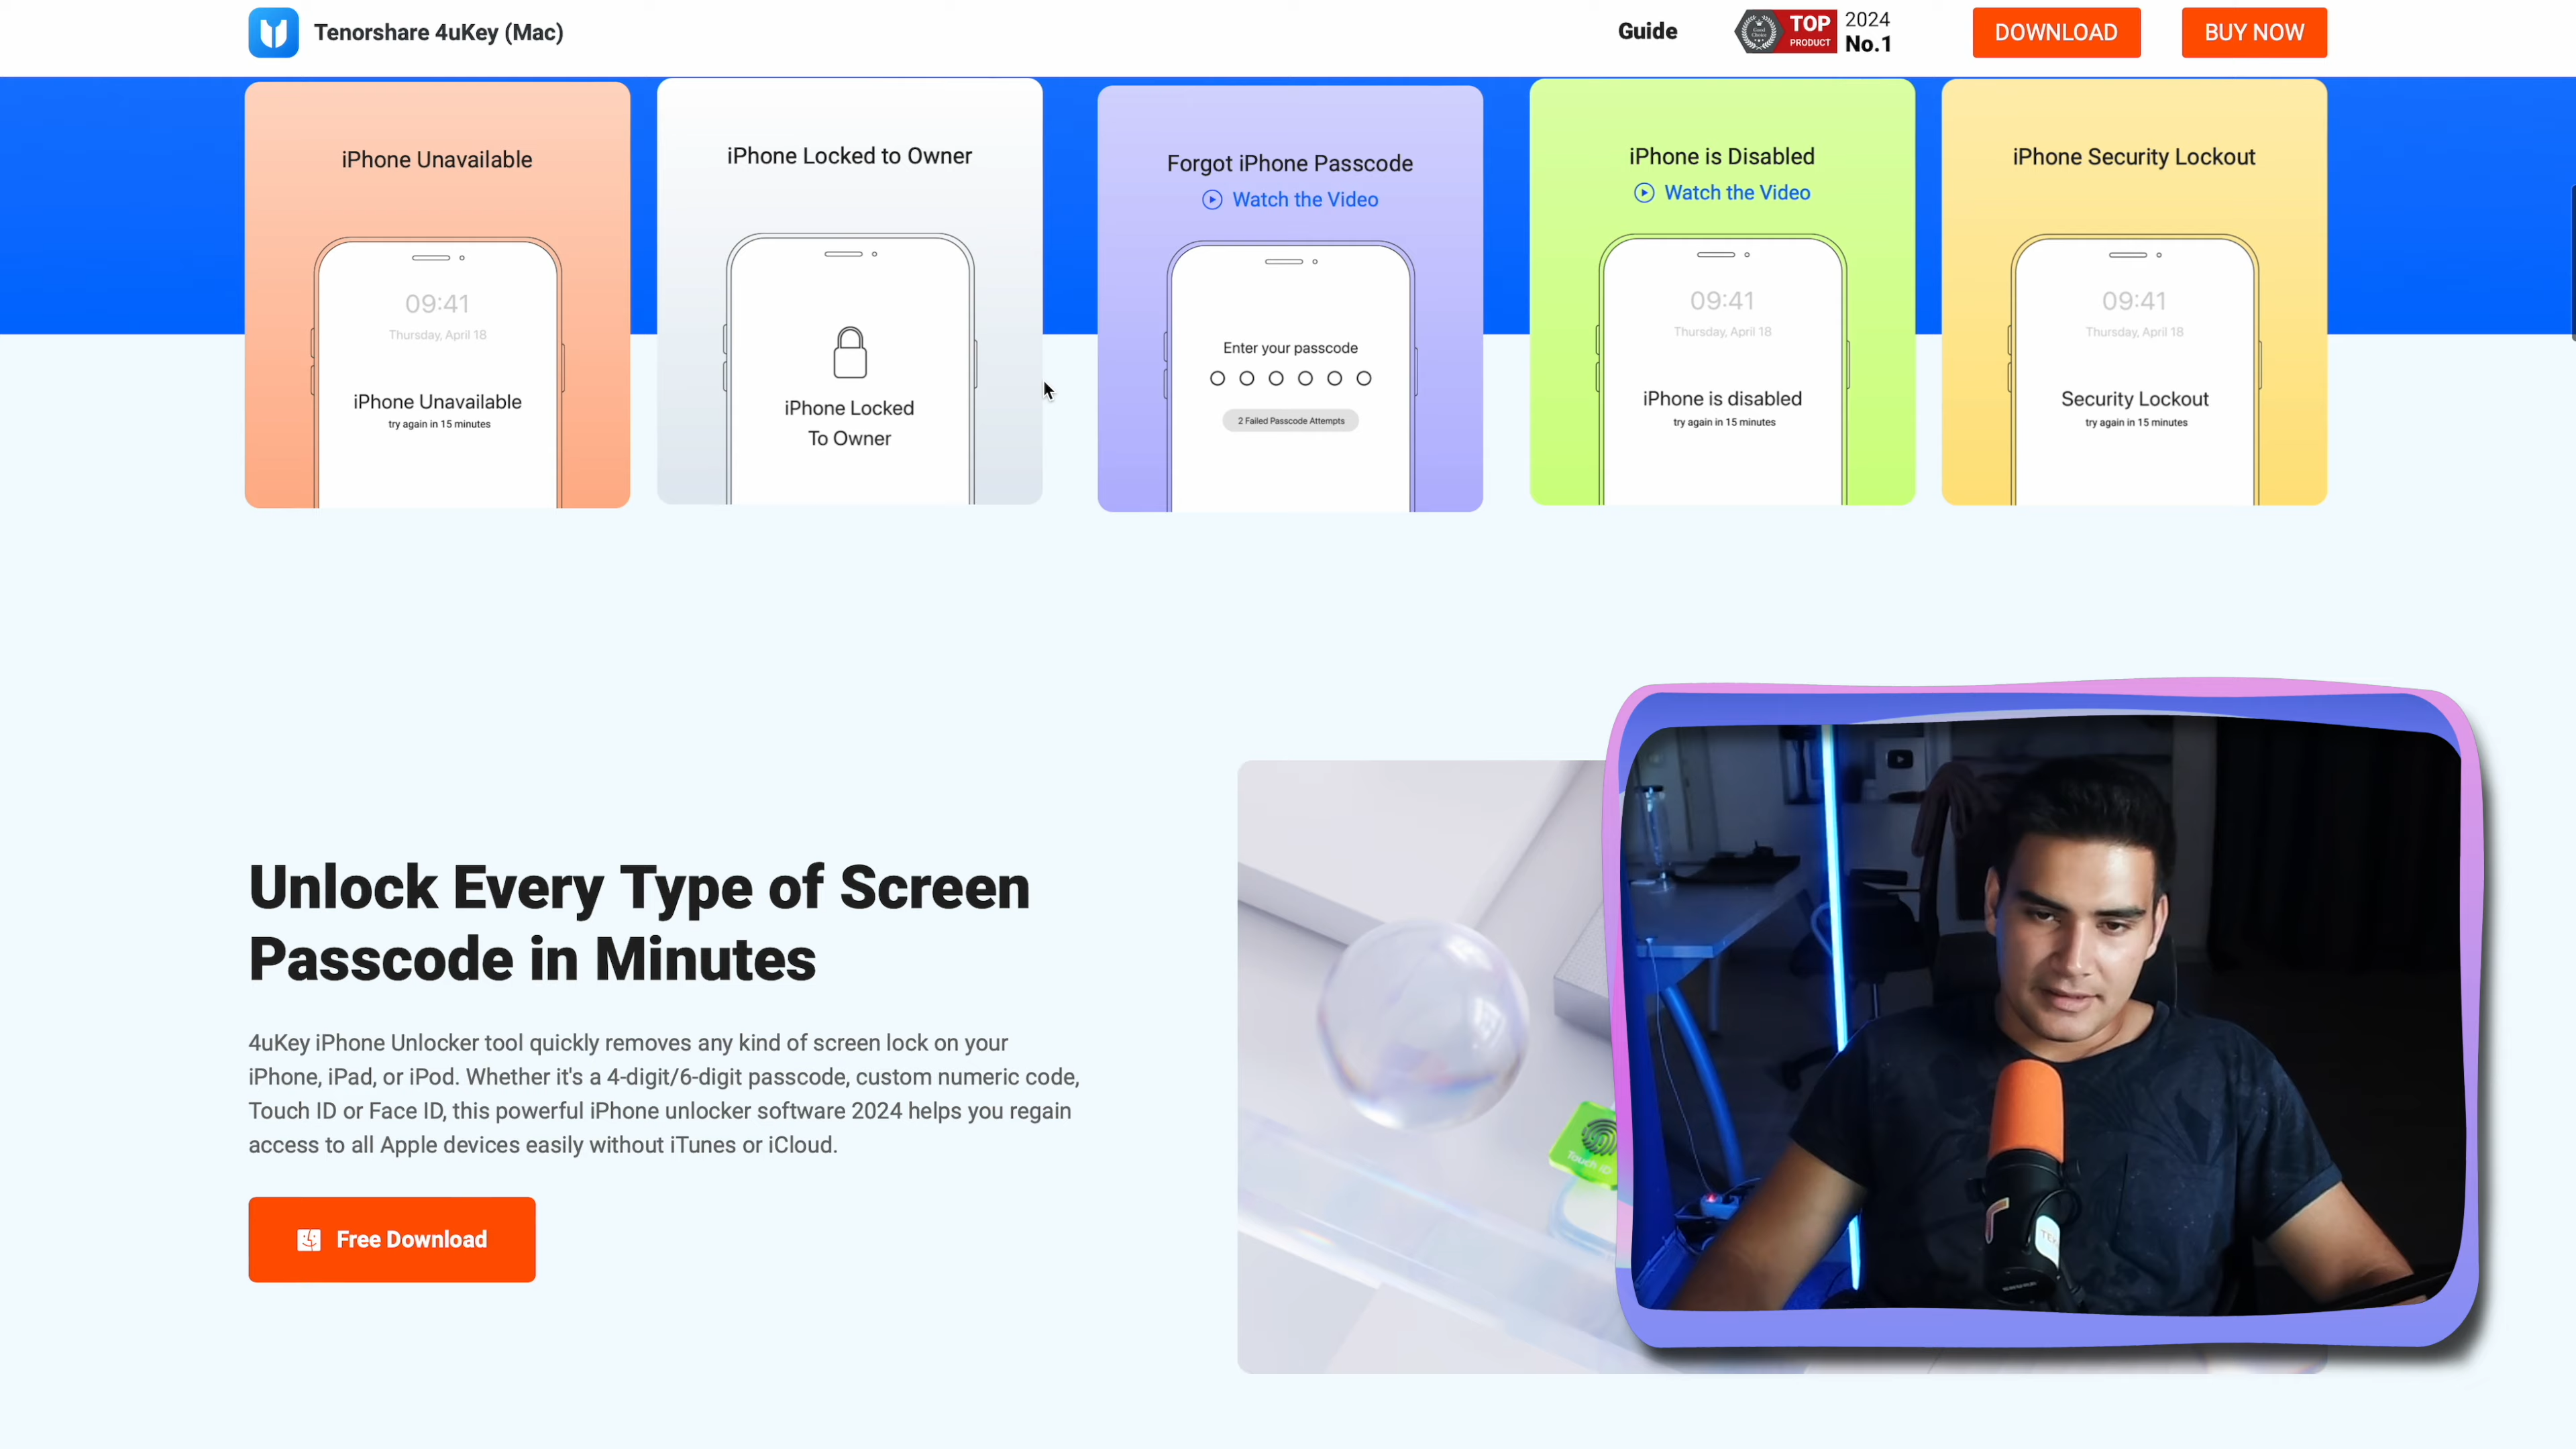 Tenorshare 4uKey (Mac)
Guide
TOP
PRODUCT
2024
No.1
DOWNLOAD
BUY NOW
iPhone Unavailable
09:41
Thursday, April 18
iPhone Unavailable
try again in 15 minutes
iPhone Locked to Owner
iPhone Locked
To Owner
Forgot iPhone Passcode
Watch the Video
Enter your passcode
2 Failed Passcode Attempts
iPhone is Disabled
Watch the Video
09:41
Thursday, April 18
iPhone is disabled
try again in 15 minutes
iPhone Security Lockout
09:41
Thursday, April 18
Security Lockout
try again in 15 minutes
Unlock Every Type of Screen
Passcode in Minutes
4uKey iPhone Unlocker tool quickly removes any kind of screen lock on your
iPhone, iPad, or iPod. Whether it's a 4-digit/6-digit passcode, custom numeric code,
Touch ID or Face ID, this powerful iPhone unlocker software 2024 helps you regain
access to all Apple devices easily without iTunes or iCloud.
Free Download
Touch ID